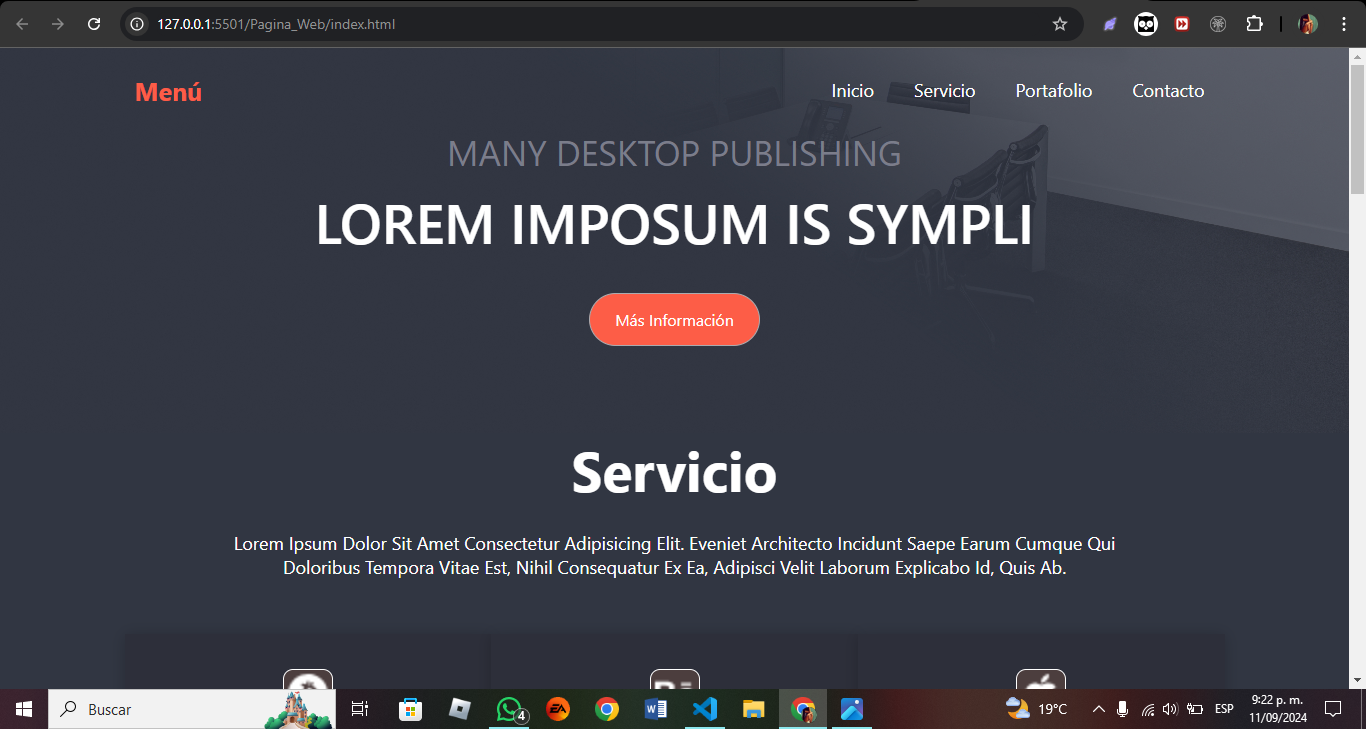 127.0.0.1:5501/Pagina_Web/index.html
Menú
Inicio Servicio Portafolio Contacto
MANY DESKTOP PUBLISHING
LOREM IMPOSUM IS SYMPLI
Más Información
Servicio
Lorem Ipsum Dolor Sit Amet Consectetur Adipisicing Elit. Eveniet Architecto Incidunt Saepe Earum Cumque Qui
Doloribus Tempora Vitae Est, Nihil Consequatur Ex Ea, Adipisci Velit Laborum Explicabo Id, Quis Ab.
Buscar
4
EA
W
19°C
ESP
9:22 p. m.
11/09/2024